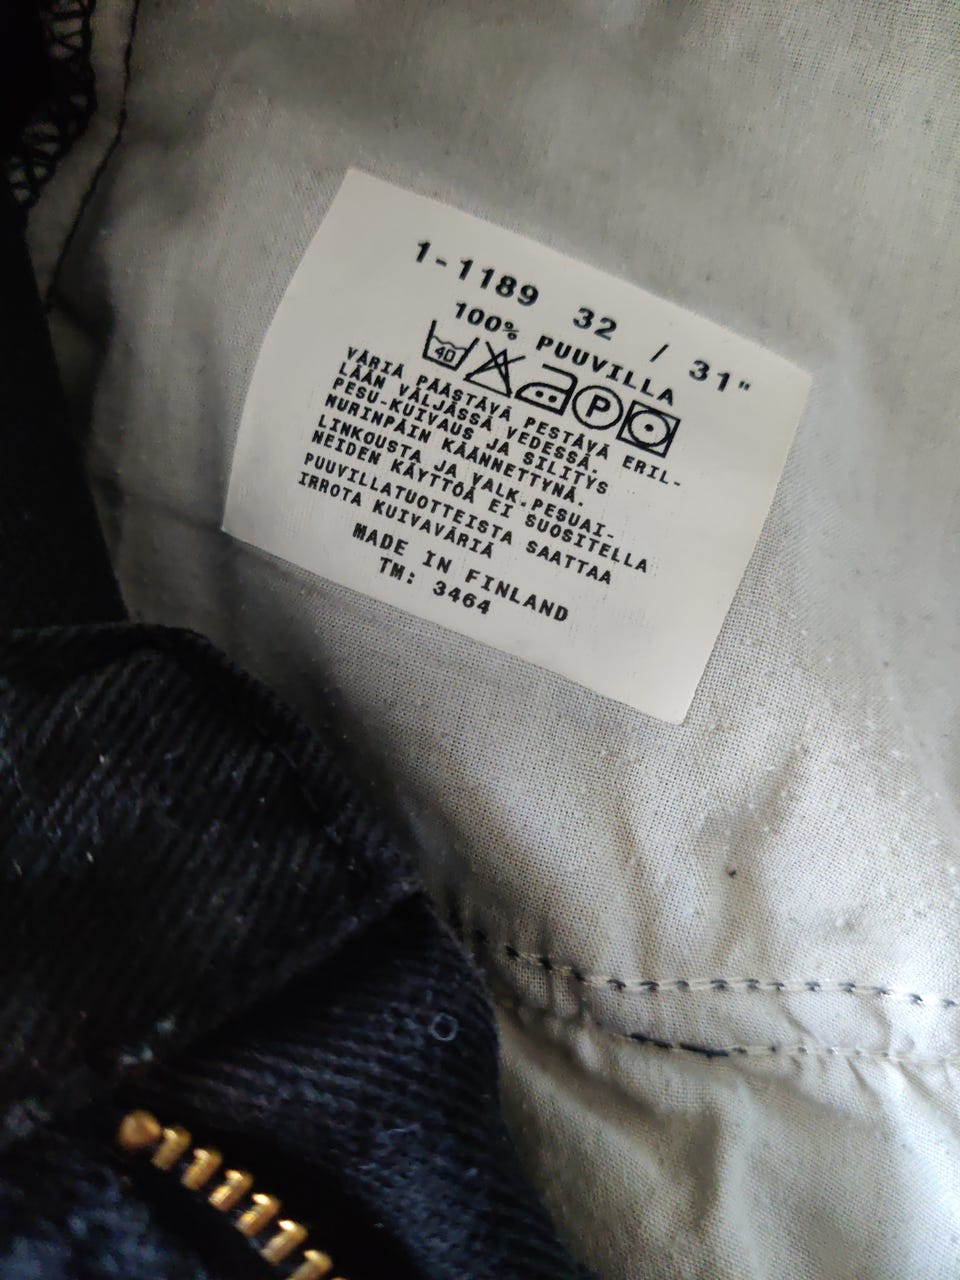 1-1189 32 / 31"
100% PUUVILLA
40 P
VÄRIÄ PÄÄSTÄVÄ PESTÄVÄ ERIL-
LÄÄN VÄLJÄSSÄ VEDESSÄ.
PESU-KUIVAUS JA SILITYS
NURINPÄIN KÄÄNNETTYNÄ.
LINKOUSTA JA VALK.PESUAI-
NEIDEN KÄYTTÖÄ EI SUOSITELLA
PUUVILLATUOTTEISTA SAATTAA
IRROTA KUIVAVÄRIÄ
MADE IN FINLAND
TM: 3464